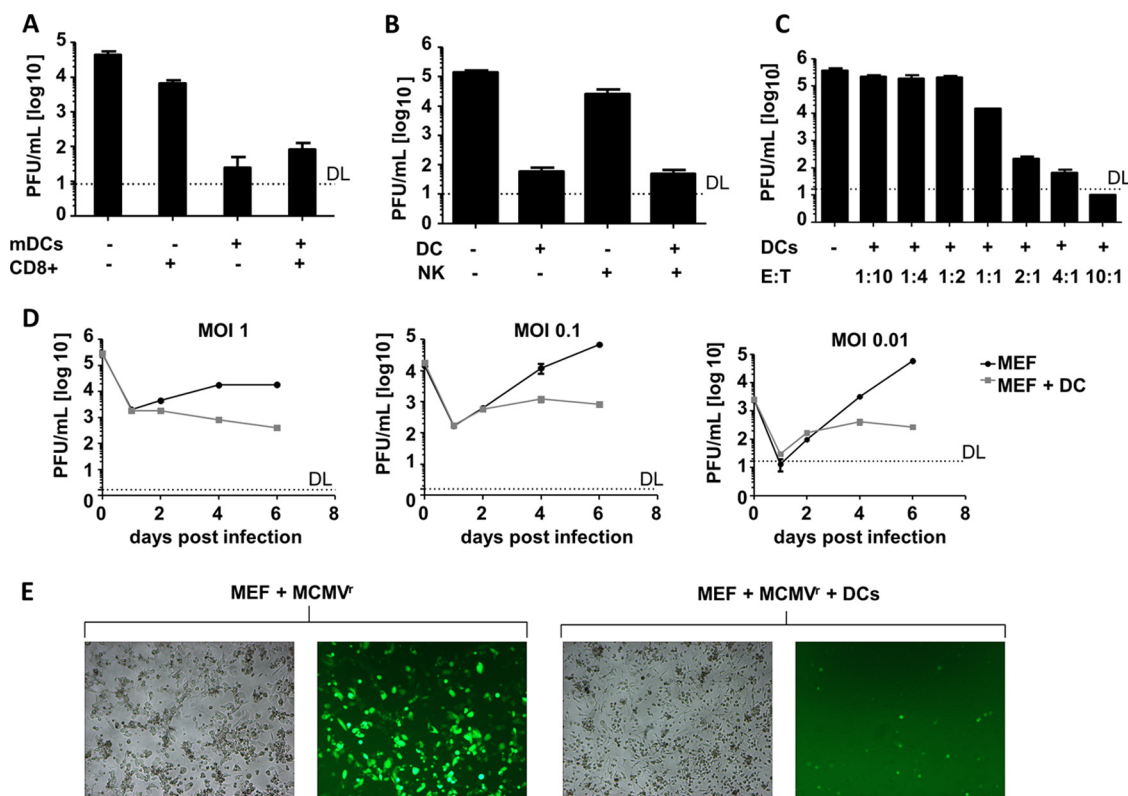 A
PFU/mL [log10]
5
4
3
2
1
0
DL
mDCs - - + +
CD8+ - + - +
B
PFU/mL [log10]
6
5
4
3
2
1
0
DL
DC - + - +
NK - - + +
C
PFU/mL [log10]
6
5
4
3
2
1
0
DL
DCs - + + + + + + +
E:T - 1:10 1:4 1:2 1:1 2:1 4:1 10:1
D
MOI 1
PFU/mL [log 10]
6
5
4
3
2
1
0
DL
0 2 4 6 8
days post infection
MOI 0.1
PFU/mL [log 10]
5
4
3
2
1
0
DL
0 2 4 6 8
days post infection
MOI 0.01
PFU/mL [log 10]
5
4
3
2
1
0
DL
0 2 4 6 8
days post infection
MEF
MEF + DC
E
MEF + MCMVʳ
MEF + MCMVʳ + DCs